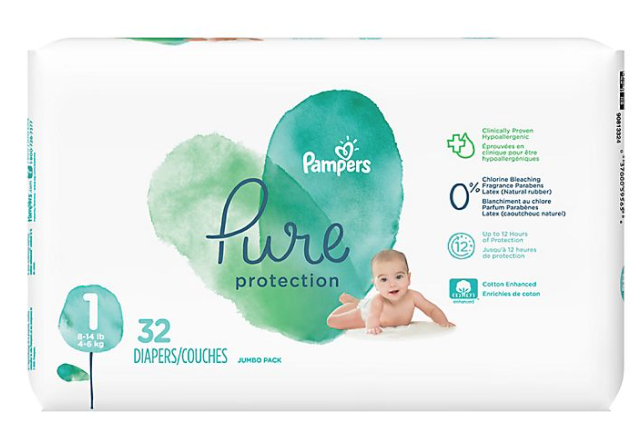 Pampers
Pure
protection
Clinically Proven
Hypoallergenic
Éprouvées en
clinique pour être
hypoallergéniques
0%
Chlorine Bleaching
Fragrance Parabens
Latex (Natural rubber)
Blanchiment au chlore
Parfum Parabènes
Latex (caoutchouc naturel)
12
Up to 12 Hours
of Protection
Jusqu'à 12 heures
de protection
Cotton Enhanced
Enrichies de coton
enhanced
1
8-14 lb
4-6 kg
32
DIAPERS/COUCHES
JUMBO PACK